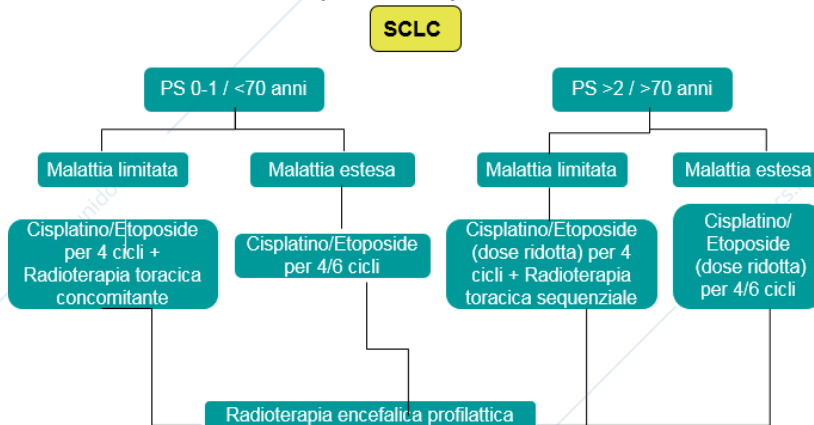 SCLC
PS 0-1 / <70 anni
PS >2 / >70 anni
Malattia limitata
Malattia estesa
Malattia limitata
Malattia estesa
Cisplatino/Etoposide
per 4 cicli +
Radioterapia toracica
concomitante
Cisplatino/Etoposide
per 4/6 cicli
Cisplatino/Etoposide
(dose ridotta) per 4
cicli + Radioterapia
toracica sequenziale
Cisplatino/
Etoposide
(dose ridotta)
per 4/6 cicli
Radioterapia encefalica profilattica